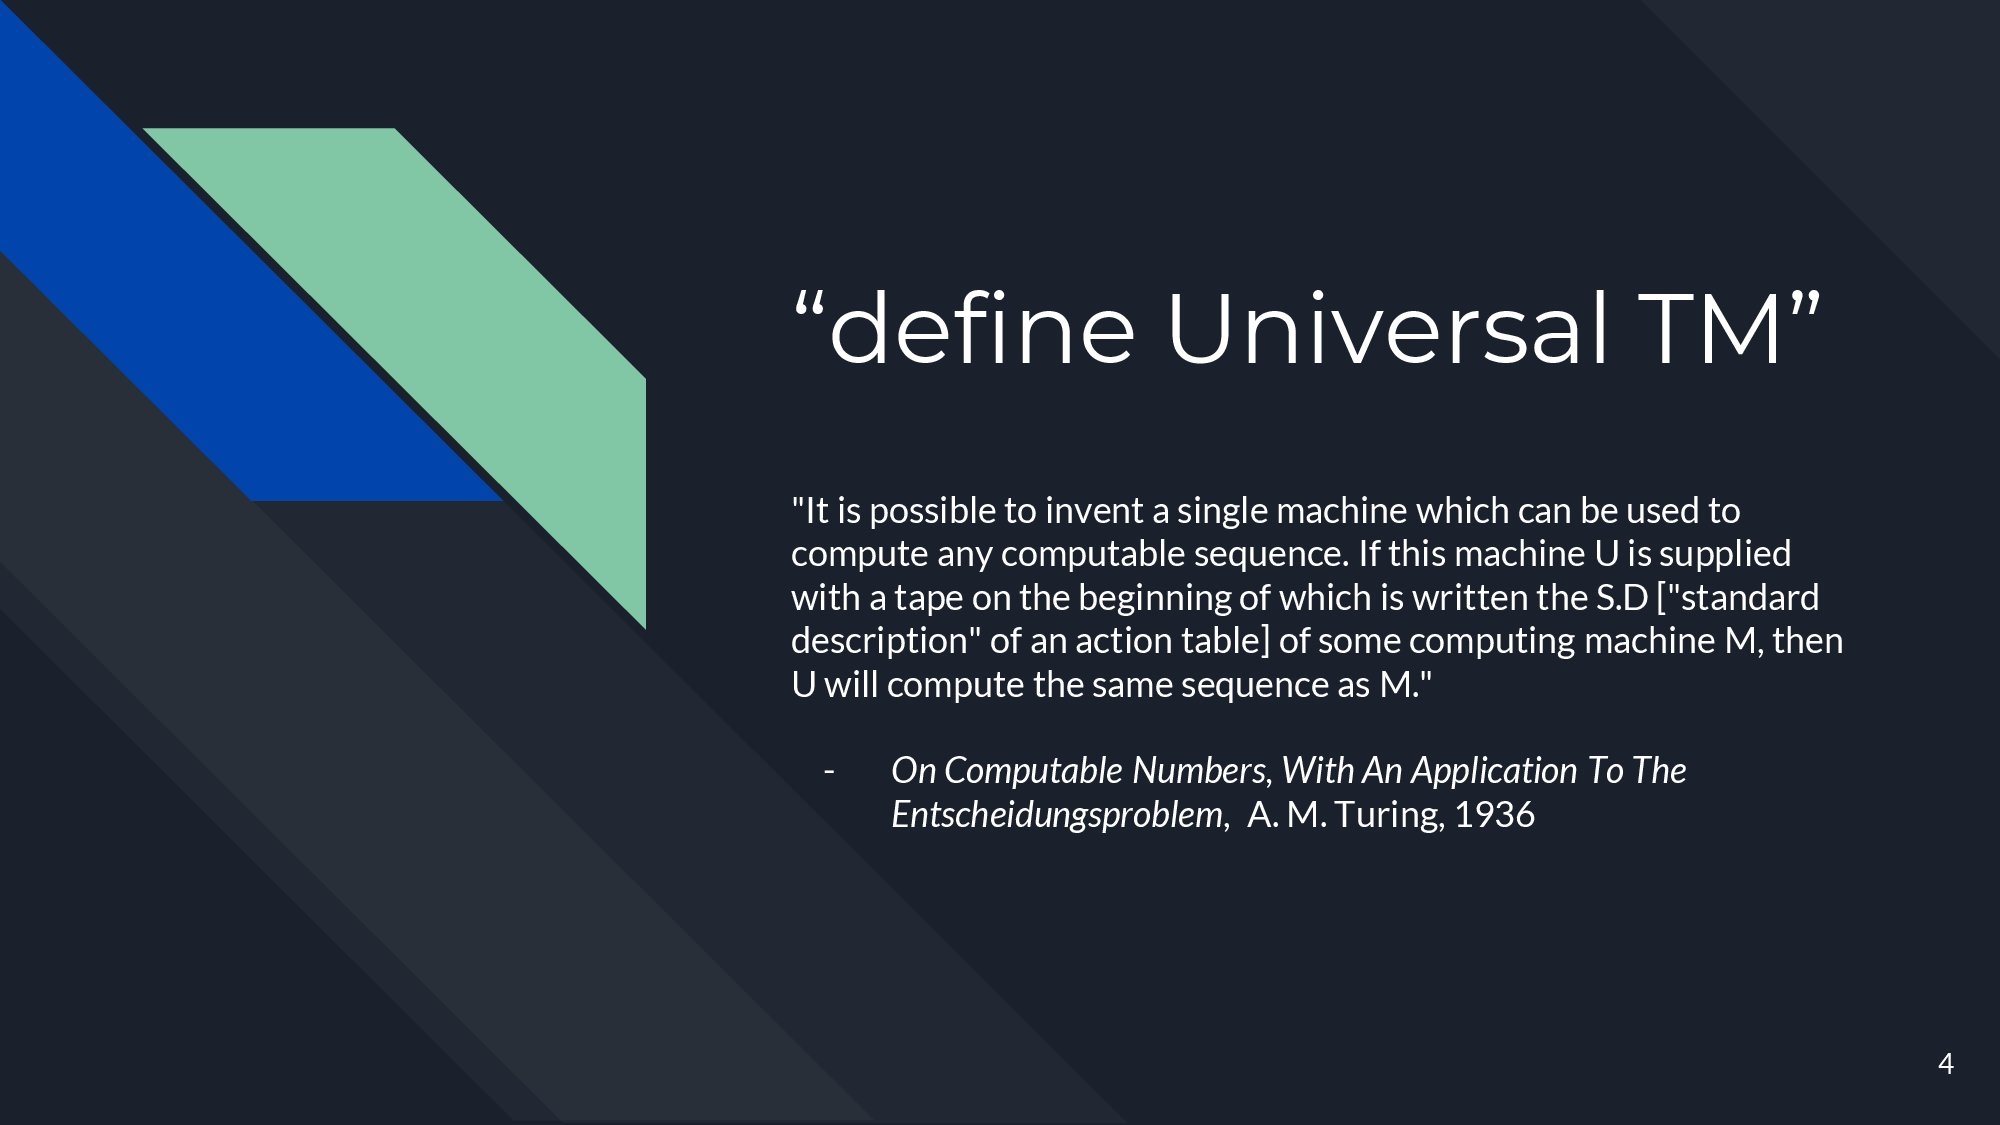 “define Universal TM”
"It is possible to invent a single machine which can be used to
compute any computable sequence. If this machine U is supplied
with a tape on the beginning of which is written the S.D ["standard
description" of an action table] of some computing machine M, then
U will compute the same sequence as M."
- On Computable Numbers, With An Application To The
Entscheidungsproblem, A. M. Turing, 1936
4